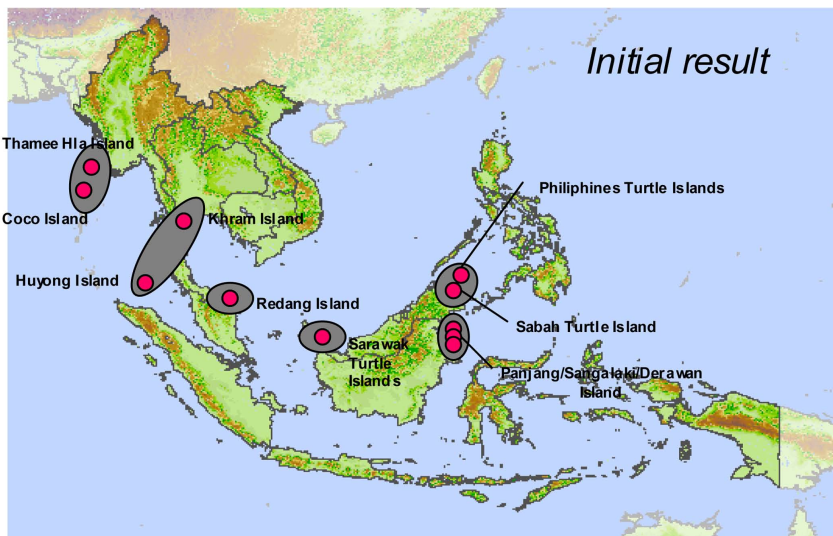 Initial result
Thamee Hla Island
Philiphines Turtle Islands
Coco Island
Khram Island
Huyong Island
Redang Island
Sabah Turtle Island
Sarawak
Turtle
Islands
Panjang/Sangalaki/Derawan
Island